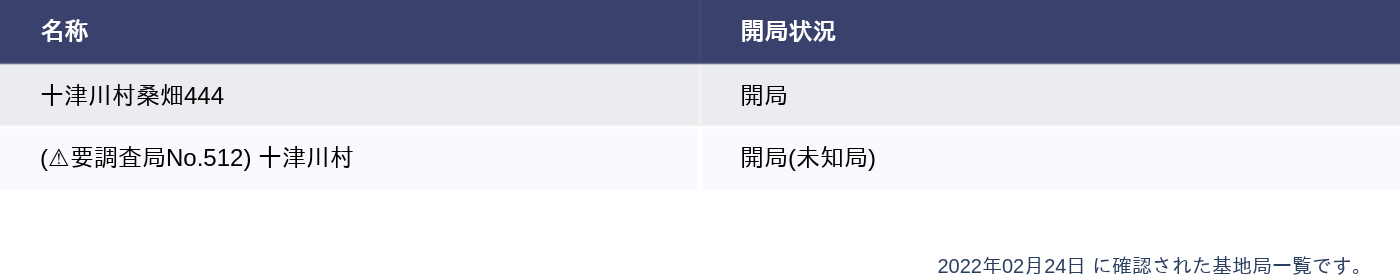 名称 開局状況
十津川村桑畑444 開局
(⚠要調査局No.512) 十津川村 開局(未知局)
2022年02月24日 に確認された基地局一覧です。